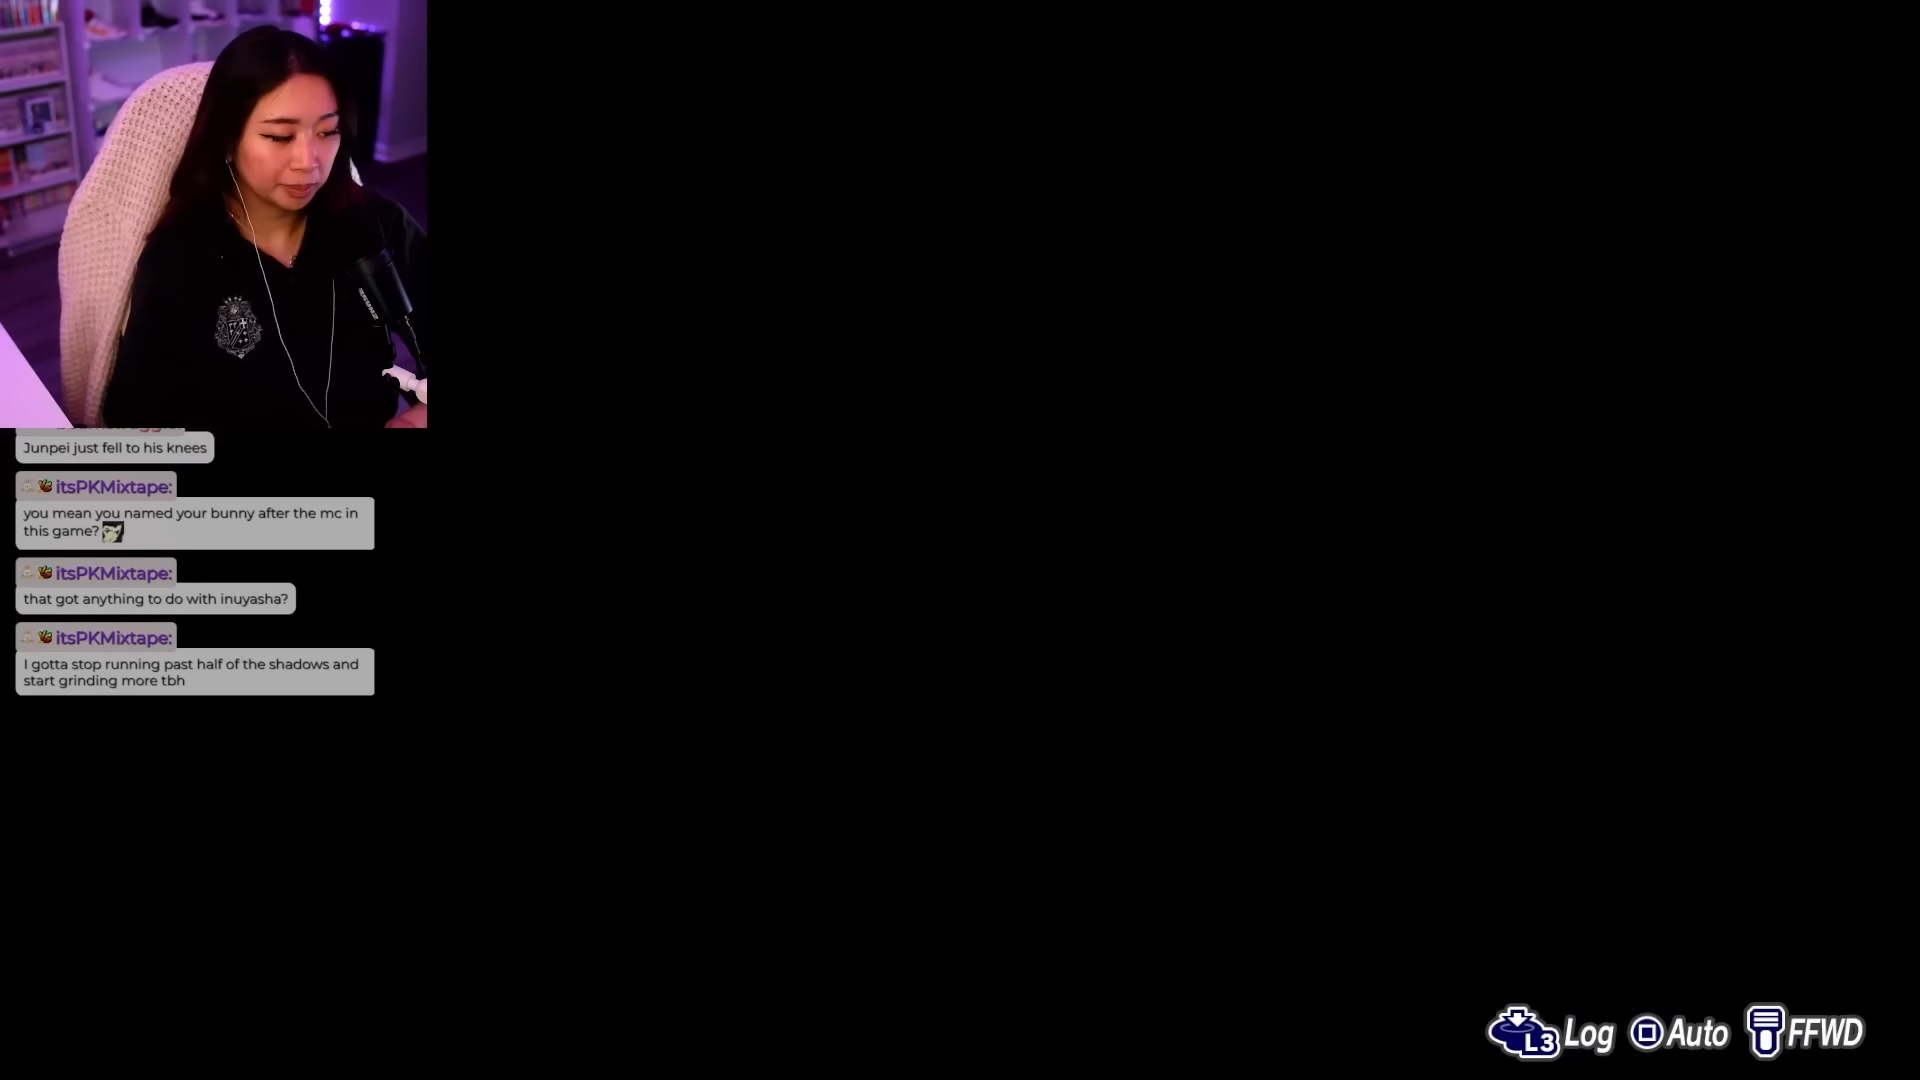 Junpei just fell to his knees
itsPKMixtape:
you mean you named your bunny after the mc in
this game?
itsPKMixtape:
that got anything to do with inuyasha?
itsPKMixtape:
I gotta stop running past half of the shadows and
start grinding more tbh
L3 Log Auto FFWD